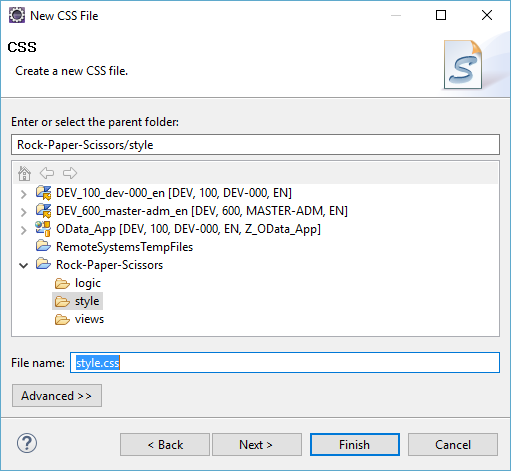 New CSS File
CSS
Create a new CSS file.
Enter or select the parent folder:
Rock-Paper-Scissors/style
DEV_100_dev-000_en [DEV, 100, DEV-000, EN]
DEV_600_master-adm_en [DEV, 600, MASTER-ADM, EN]
OData_App [DEV, 100, DEV-000, EN, Z_OData_App]
RemoteSystemsTempFiles
Rock-Paper-Scissors
logic
style
views
File name: style.css
Advanced >>
? < Back Next > Finish Cancel